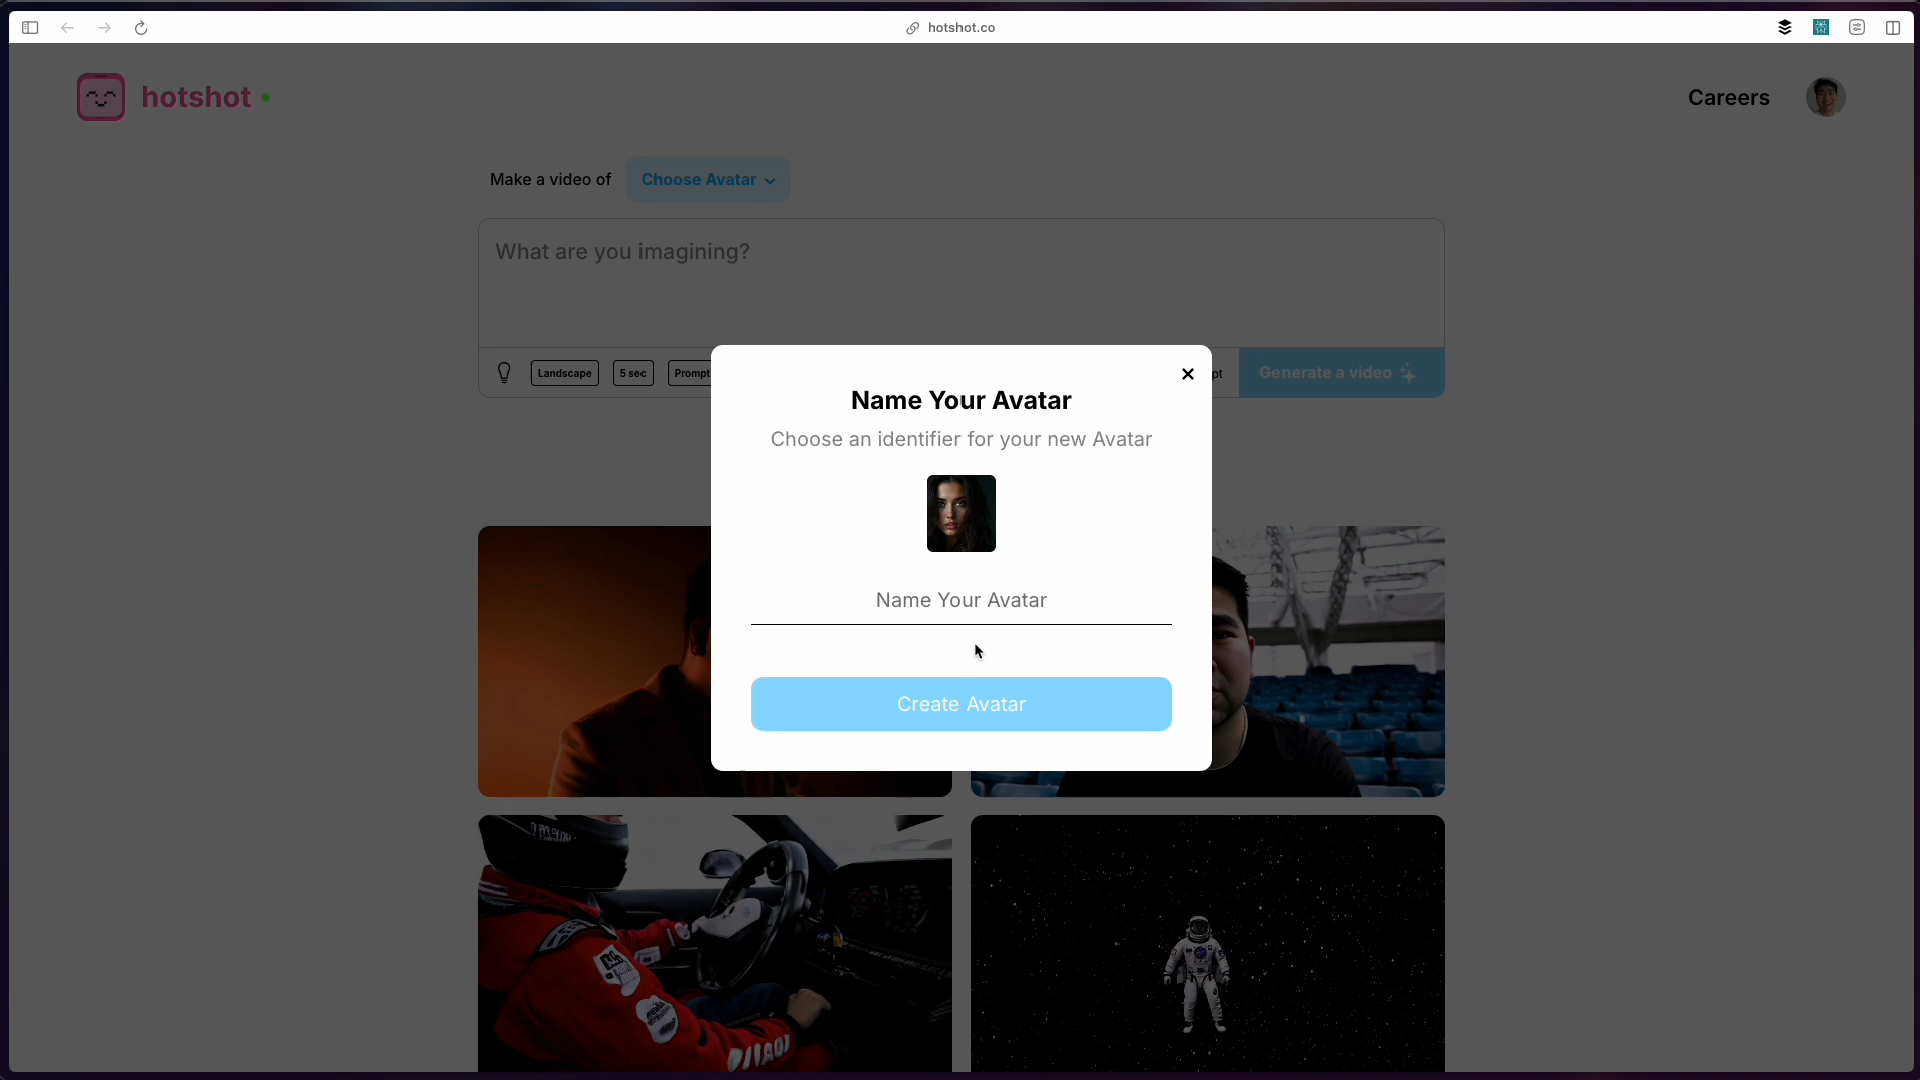 hotshot.co
hotshot
Careers
Make a video of
Choose Avatar
What are you imagining?
Landscape
5 sec
Prompt
pt
Generate a video
Name Your Avatar
Choose an identifier for your new Avatar
Name Your Avatar
Create Avatar